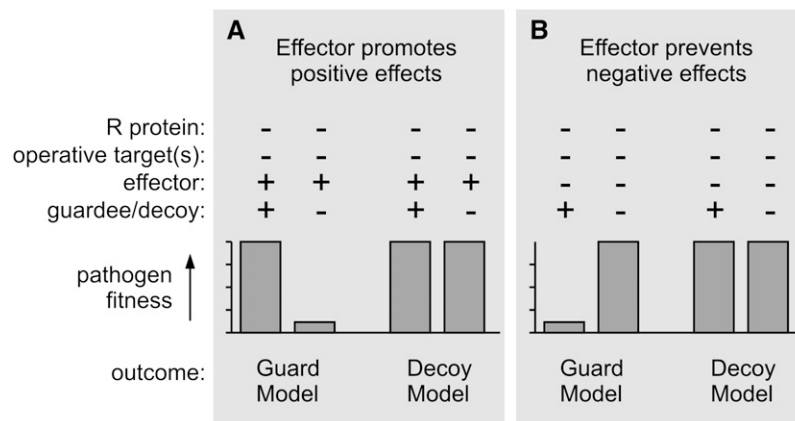 A
Effector promotes
positive effects
B
Effector prevents
negative effects
R protein: - - - - - - - -
operative target(s): - - - - - - - -
effector: + + + + - - - -
guardee/decoy: + - + - + - + -
pathogen
fitness
outcome: Guard Model Decoy Model Guard Model Decoy Model